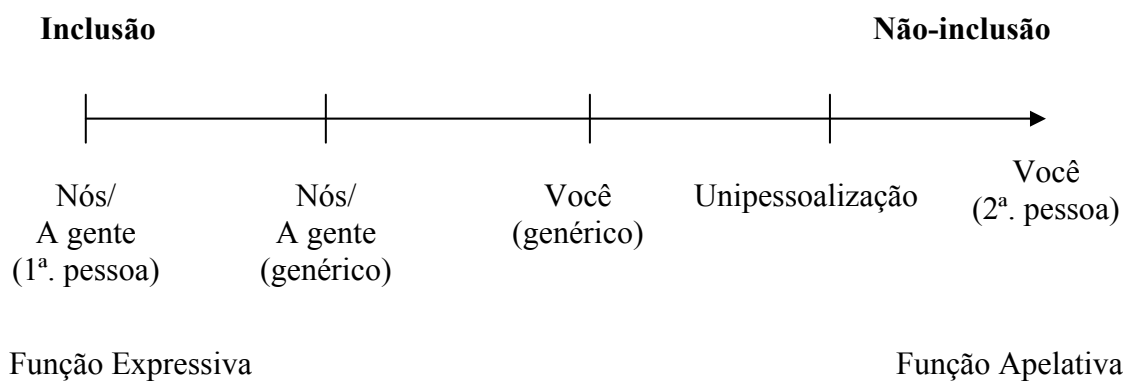 Inclusão
Não-inclusão
Nós/
A gente
(1ª. pessoa)
Nós/
A gente
(genérico)
Você
(genérico)
Unipessoalização
Você
(2ª. pessoa)
Função Expressiva
Função Apelativa